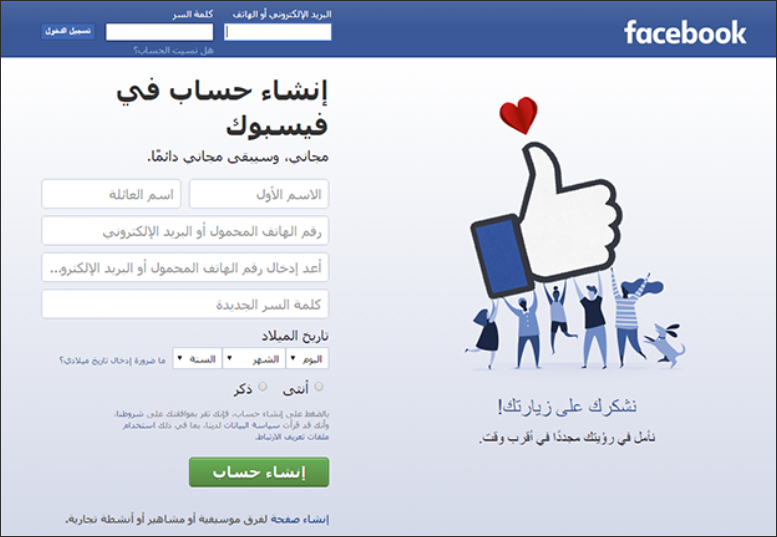 facebook
البريد الإلكتروني أو الهاتف
كلمة السر
تسجيل الدخول
هل نسيت الحساب؟
إنشاء حساب في
فيسبوك
مجاني، وسيبقى مجاني دائمًا.
الاسم الأول
اسم العائلة
رقم الهاتف المحمول أو البريد الإلكتروني
أعد إدخال رقم الهاتف المحمول أو البريد الإلكترو...
كلمة السر الجديدة
تاريخ الميلاد
اليوم
الشهر
السنة
ما ضرورة إدخال تاريخ ميلادي؟
أنثى
ذكر
بالضغط على إنشاء حساب، فإنك تقر بموافقتك على شروطنا،
وأنك قد قرأت سياسة البيانات لدينا، بما في ذلك استخدام
ملفات تعريف الارتباط.
إنشاء حساب
إنشاء صفحة لفرق موسيقية أو مشاهير أو أنشطة تجارية.
نشكرك على زيارتك!
نأمل في رؤيتك مجددًا في أقرب وقت.